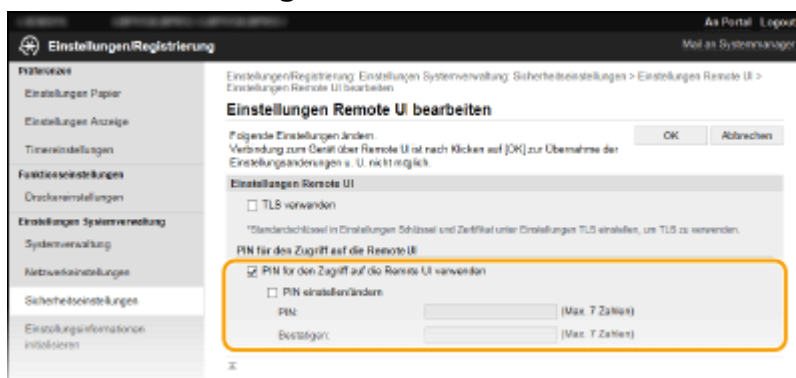 An Portal Logout
Einstellungen/Registrierung
Mail an Systemmanager
Präferenzen
Einstellungen Papier
Einstellungen Anzeige
Timereinstellungen
Funktionseinstellungen
Druckereinstellungen
Einstellungen Systemverwaltung
Systemverwaltung
Netzwerkeinstellungen
Sicherheitseinstellungen
Einstellungsinformationen
initialisieren
Einstellungen/Registrierung: Einstellungen Systemverwaltung: Sicherheitseinstellungen > Einstellungen Remote UI >
Einstellungen Remote UI bearbeiten
Einstellungen Remote UI bearbeiten
Folgende Einstellungen ändern.
Verbindung zum Gerät über Remote UI ist nach Klicken auf [OK] zur Übernahme der
Einstellungsänderungen u. U. nicht möglich.
OK Abbrechen
Einstellungen Remote UI
TLS verwenden
*Standardschlüssel in Einstellungen Schlüssel und Zertifikat unter Einstellungen TLS einstellen, um TLS zu verwenden.
PIN für den Zugriff auf die Remote UI
PIN for den Zugriff auf die Remote UI verwenden
PIN einstellen/ändern
PIN: (Max. 7 Zahlen)
Bestätigen: (Max. 7 Zahlen)